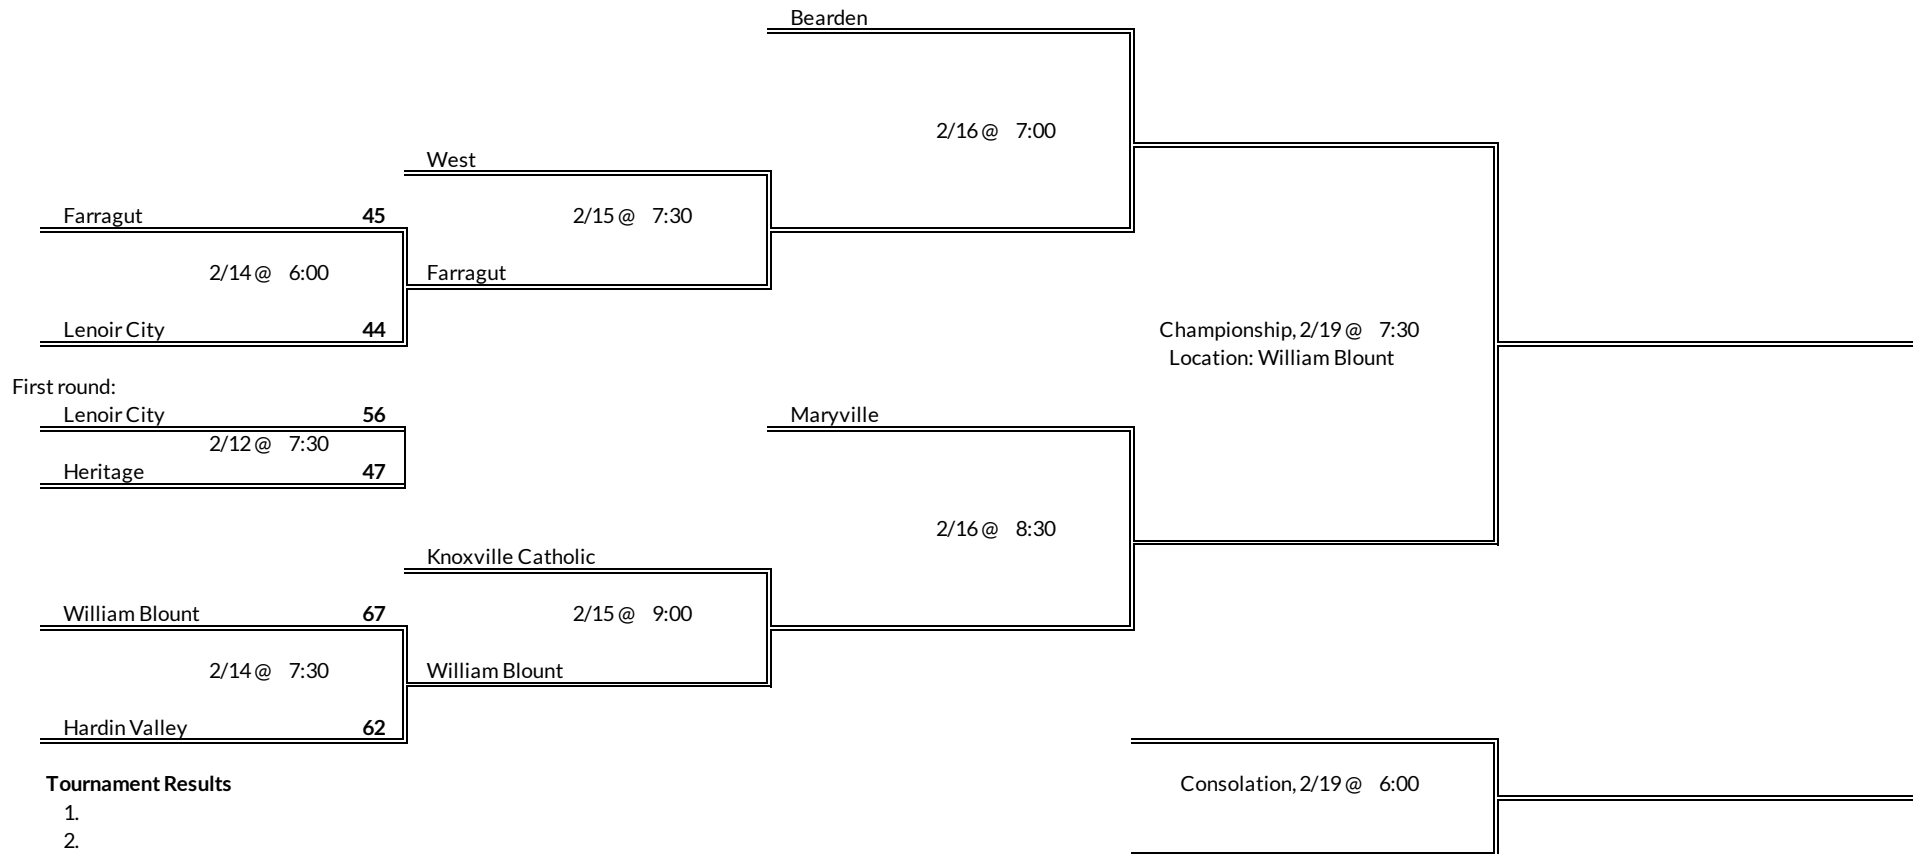 Bearden
2/16 @ 7:00
West
Farragut 45
2/15 @ 7:30
2/14 @ 6:00
Farragut
Lenoir City 44
Championship, 2/19 @ 7:30
Location: William Blount
First round:
Lenoir City 56
Maryville
2/12 @ 7:30
Heritage 47
2/16 @ 8:30
Knoxville Catholic
William Blount 67
2/15 @ 9:00
2/14 @ 7:30
William Blount
Hardin Valley 62
Tournament Results
Consolation, 2/19 @ 6:00
1.
2.